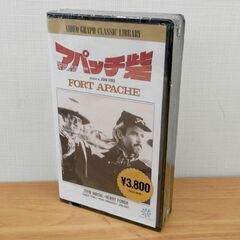 VIDEO GRAPH CLASSIC LIBRARY
アパッチ砦
FORT APACHE
¥3,800
JOHN WAYNE・HENRY FONDA